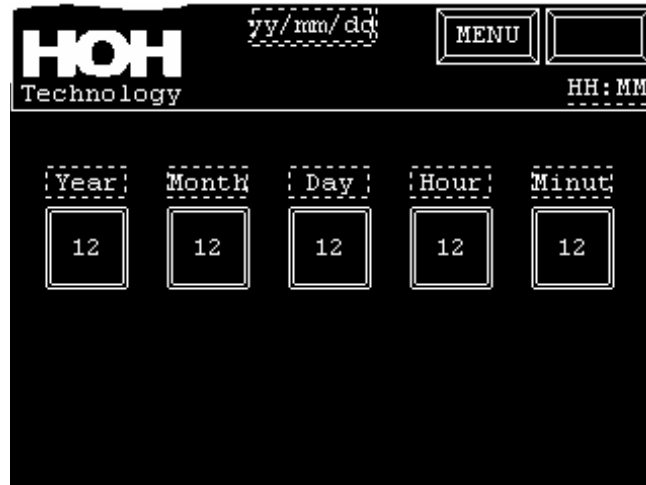 HOH
Technology
yy/mm/dd
MENU
HH:MM
Year Month Day Hour Minut
12 12 12 12 12